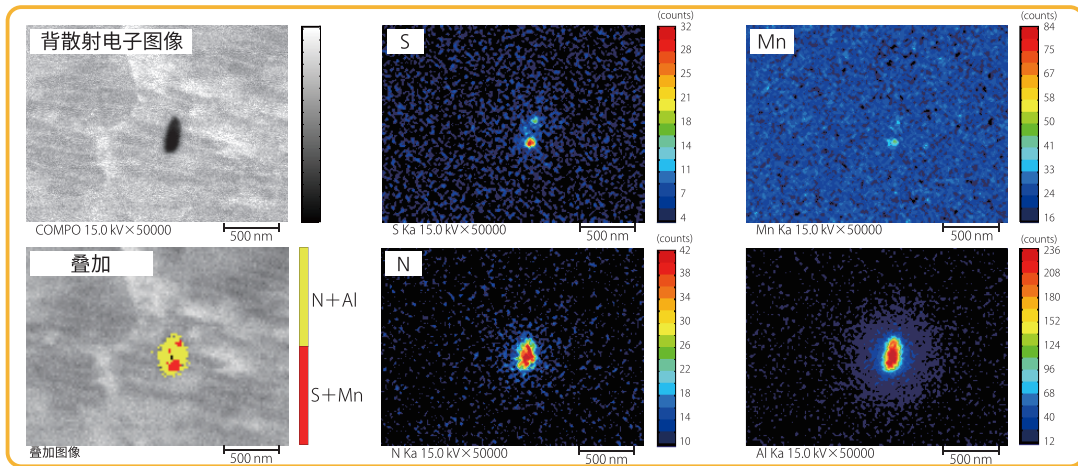 背散射电子图像
COMPO 15.0 kV×50000
500 nm
S
S Ka 15.0 kV×50000
500 nm
(counts)
32
28
25
21
18
14
11
7
4
Mn
Mn Ka 15.0 kV×50000
500 nm
(counts)
84
75
67
58
50
41
33
24
16
叠加
叠加图像
500 nm
N+Al
S+Mn
N
N Ka 15.0 kV×50000
500 nm
(counts)
42
38
34
30
26
22
18
14
10
Al Ka 15.0 kV×50000
500 nm
(counts)
236
208
180
152
124
96
68
40
12